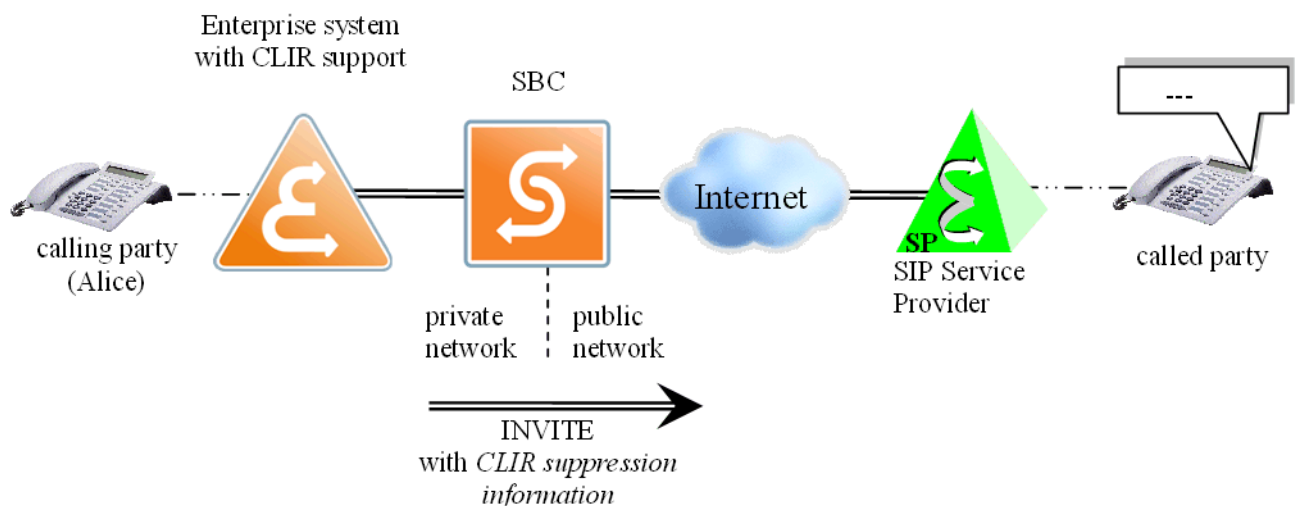 Enterprise system
with CLIR support
SBC
---
Internet
SP
calling party
(Alice)
SIP Service
Provider
called party
private
network
public
network
INVITE
with CLIR suppression
information